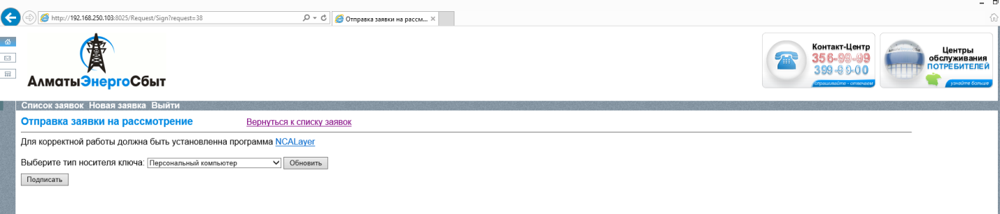 http://192.168.250.103:8025/Request/Sign?request=38
Отправка заявки на рассм...
АлматыЭнергоСбыт
Контакт-Центр
356-99-09
399-99-00
спрашивайте - отвечаем
Центры
обслуживания
ПОТРЕБИТЕЛЕЙ
узнайте больше
Список заявок Новая заявка Выйти
Отправка заявки на рассмотрение Вернуться к списку заявок
Для корректной работы должна быть установленна программа NCALayer
Выберите тип носителя ключа: Персональный компьютер Обновить
Подписать